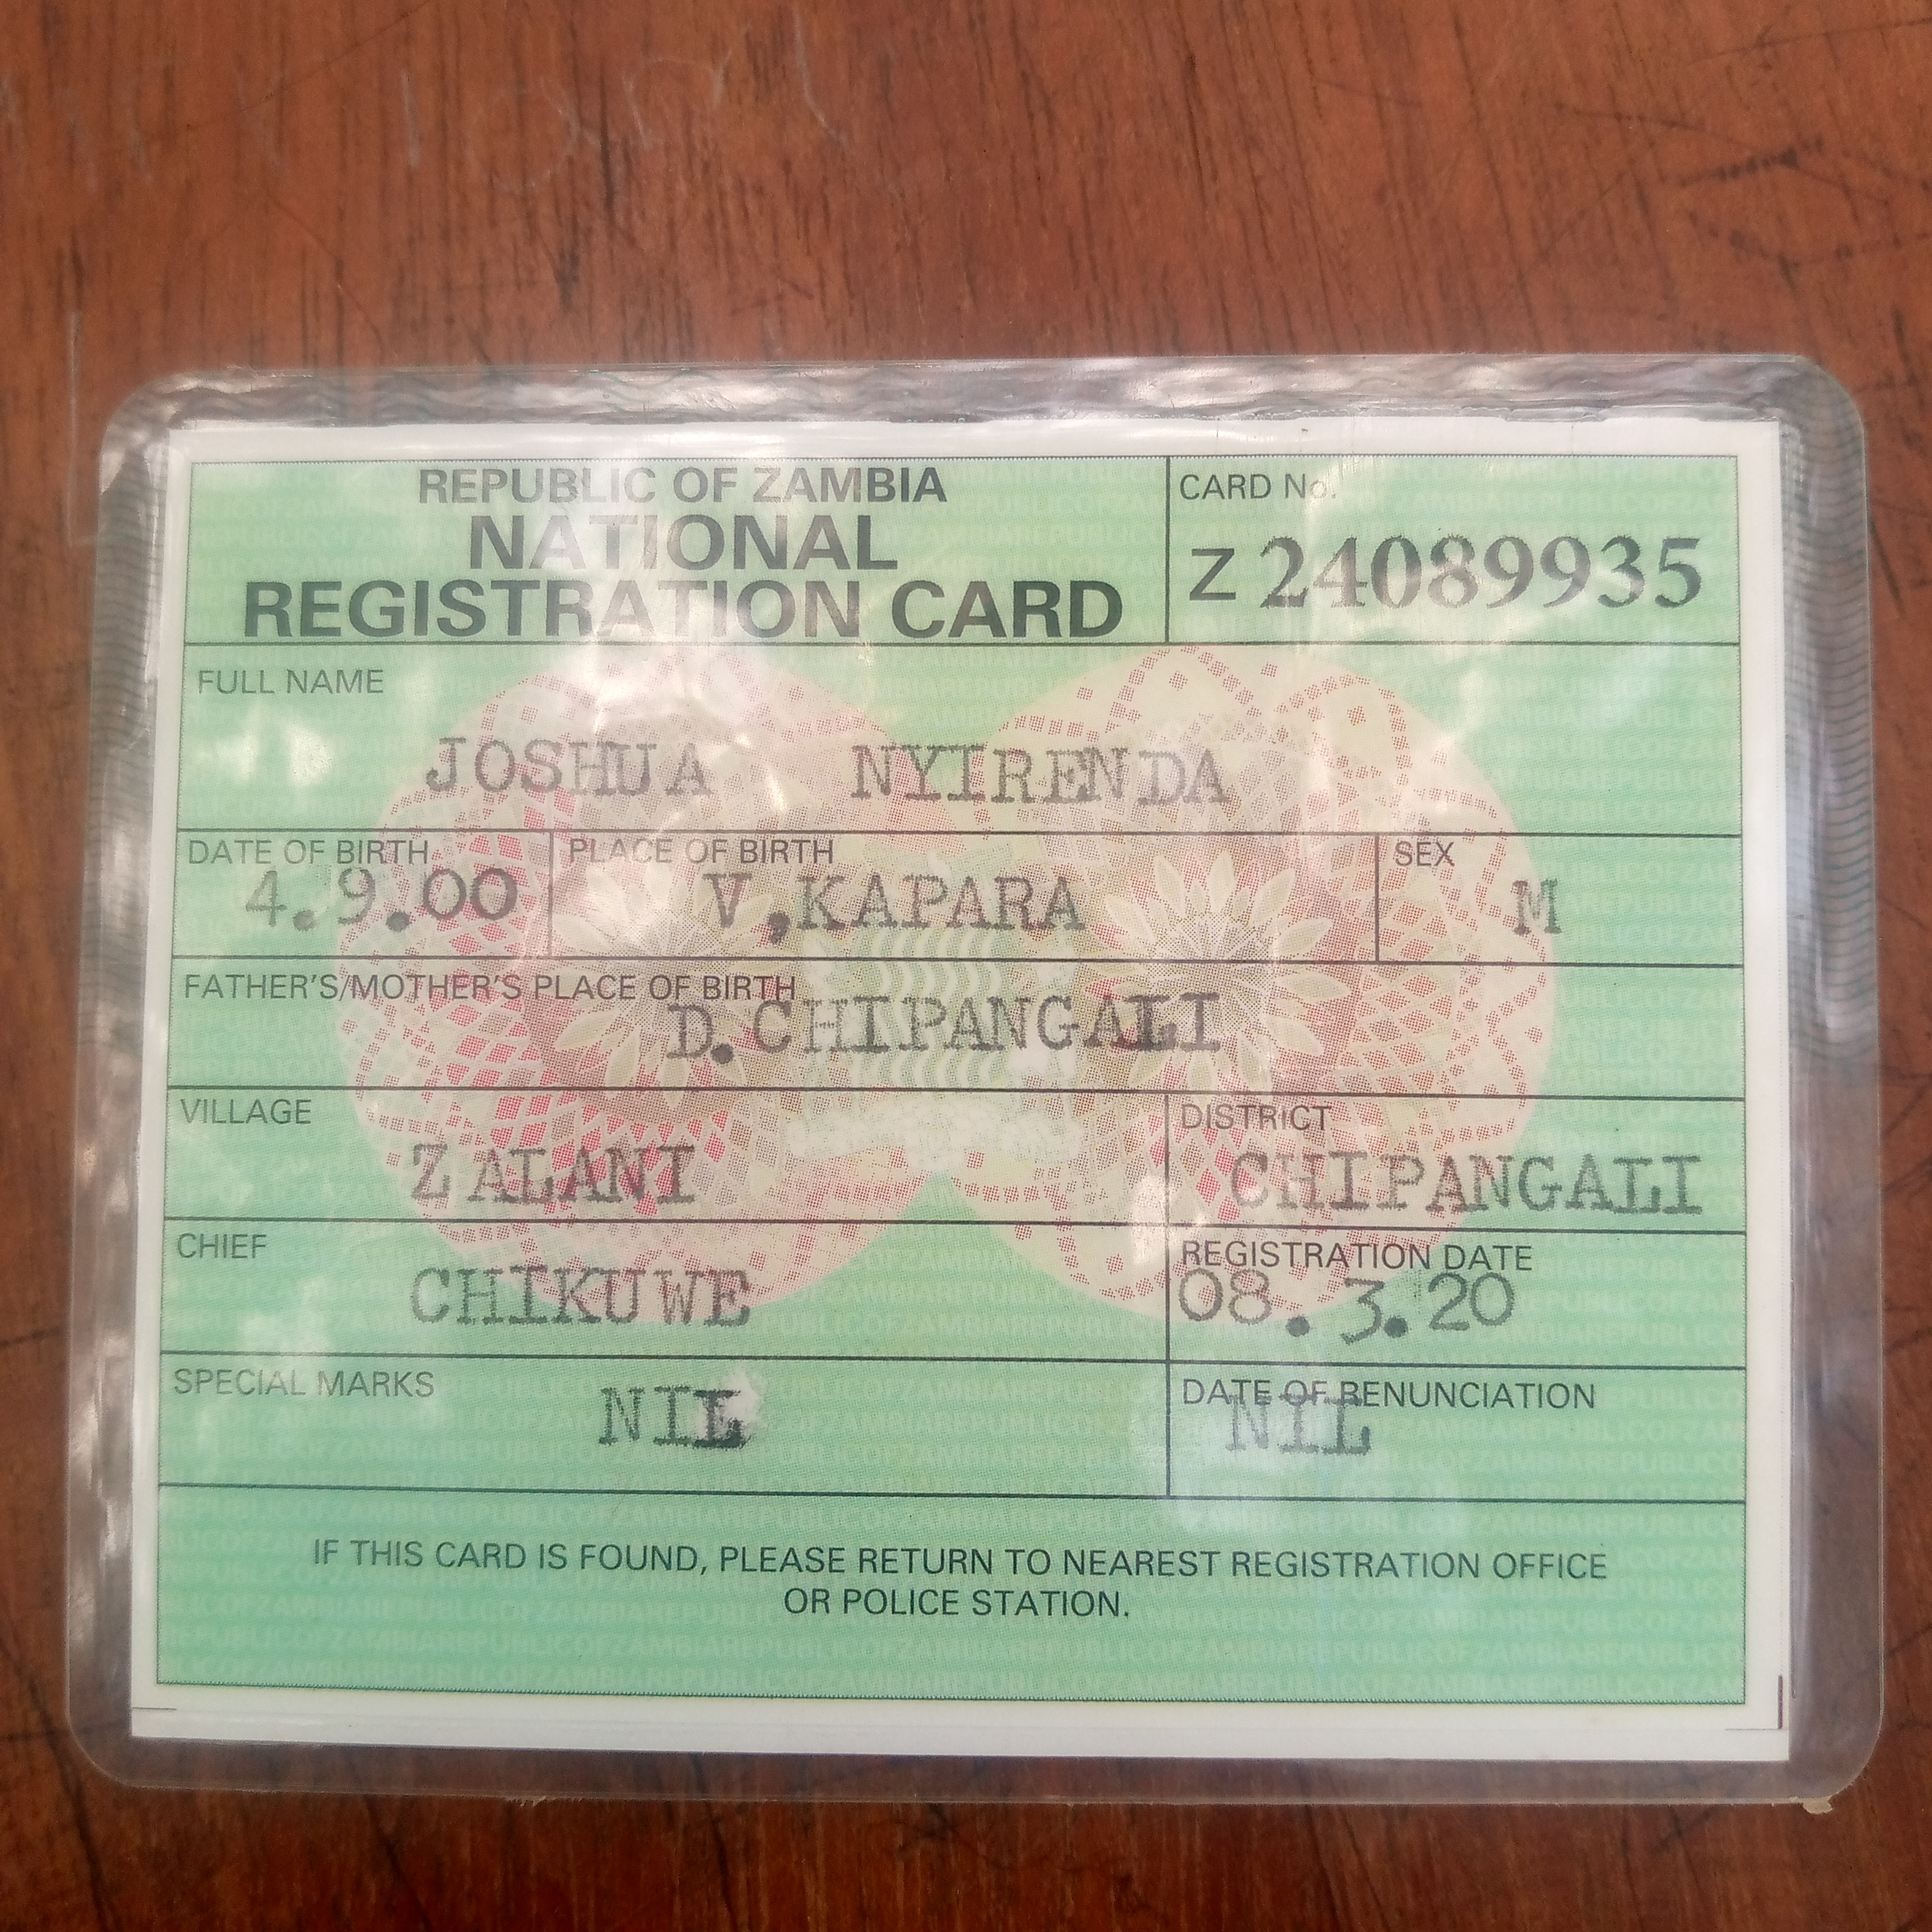 REPUBLIC OF ZAMBIA
NATIONAL
REGISTRATION CARD
CARD No.
Z 24089935
FULL NAME
JOSHUA NYIRENDA
DATE OF BIRTH
4.9.00
PLACE OF BIRTH
V,KAPARA
SEX
M
FATHER'S/MOTHER'S PLACE OF BIRTH
D.CHIPANGALI
VILLAGE
ZALANI
DISTRICT
CHIPANGALI
CHIEF
CHIKUWE
REGISTRATION DATE
08. 3.20
SPECIAL MARKS
NIL
DATE OF RENUNCIATION
NIL
IF THIS CARD IS FOUND, PLEASE RETURN TO NEAREST REGISTRATION OFFICE
OR POLICE STATION.